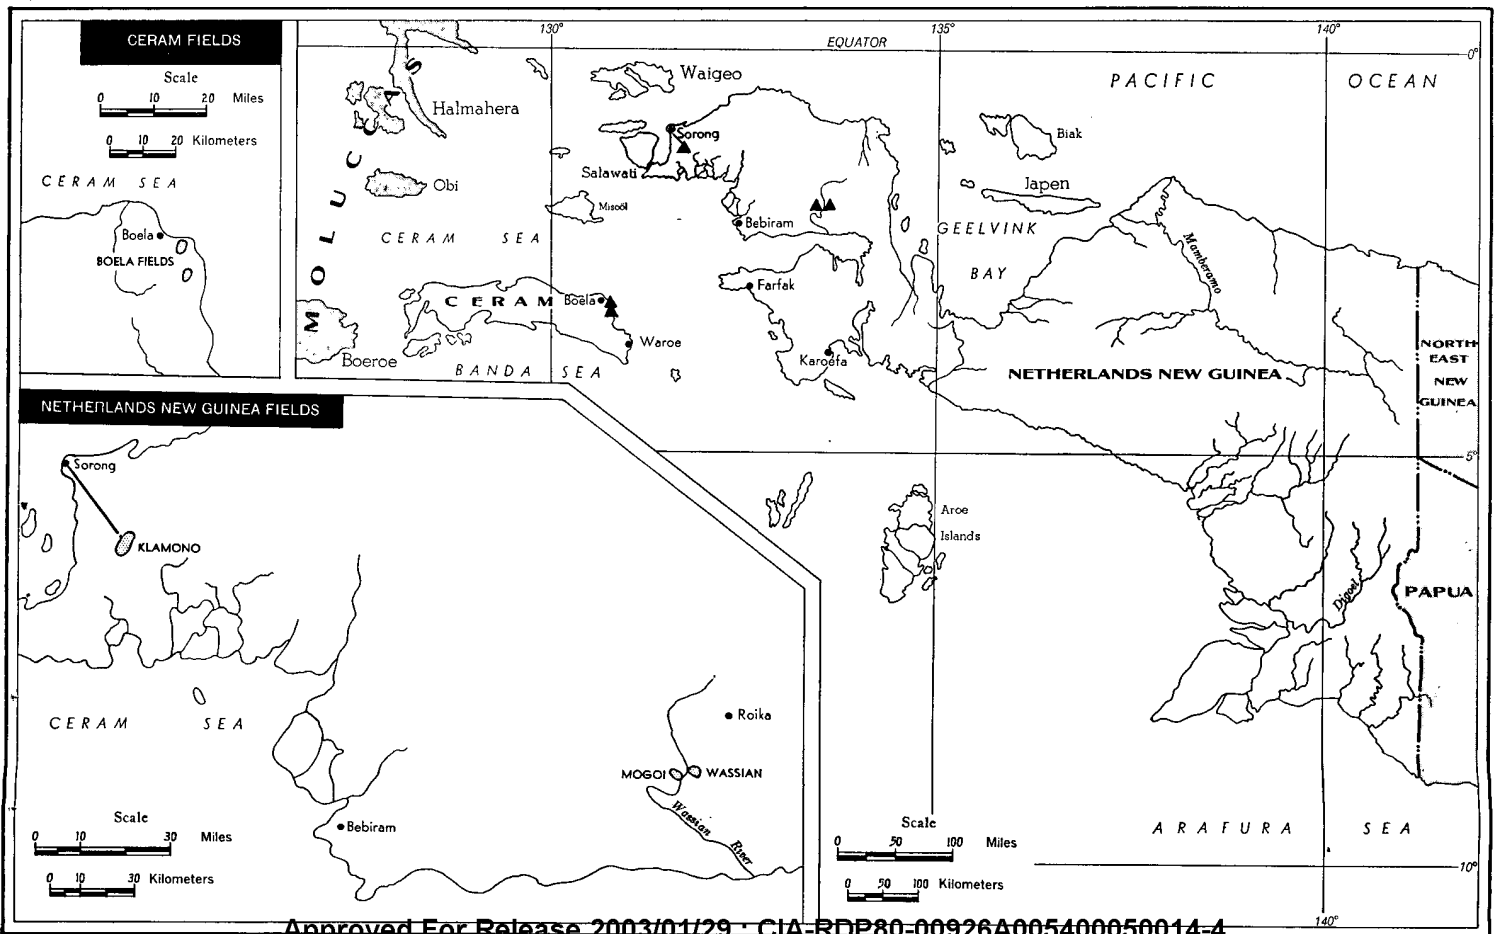 CERAM FIELDS
Scale
0 10 20 Miles
0 10 20 Kilometers
CERAM SEA
Boela
BOELA FIELDS
130°
135°
140°
EQUATOR
0°
MOLUCCAS
Halmahera
Waigeo
Sorong
Salawati
Obi
Misoöl
Bebiram
CERAM SEA
CERAM
Boela
Waroe
Boeroe
BANDA SEA
Farfak
Karoefa
PACIFIC OCEAN
Biak
Japen
GEELVINK
BAY
Mamberamo
NETHERLANDS NEW GUINEA
NORTH
EAST
NEW
GUINEA
5°
Aroe
Islands
Digoel
PAPUA
ARAFURA SEA
10°
140°
Scale
0 50 100 Miles
0 50 100 Kilometers
NETHERLANDS NEW GUINEA FIELDS
Sorong
KLAMONO
CERAM SEA
Roika
MOGOI WASSIAN
Wassian River
Bebiram
Scale
0 10 30 Miles
0 10 30 Kilometers
Approved For Release 2003/01/29 : CIA-RDP80-00926A005400050014-4